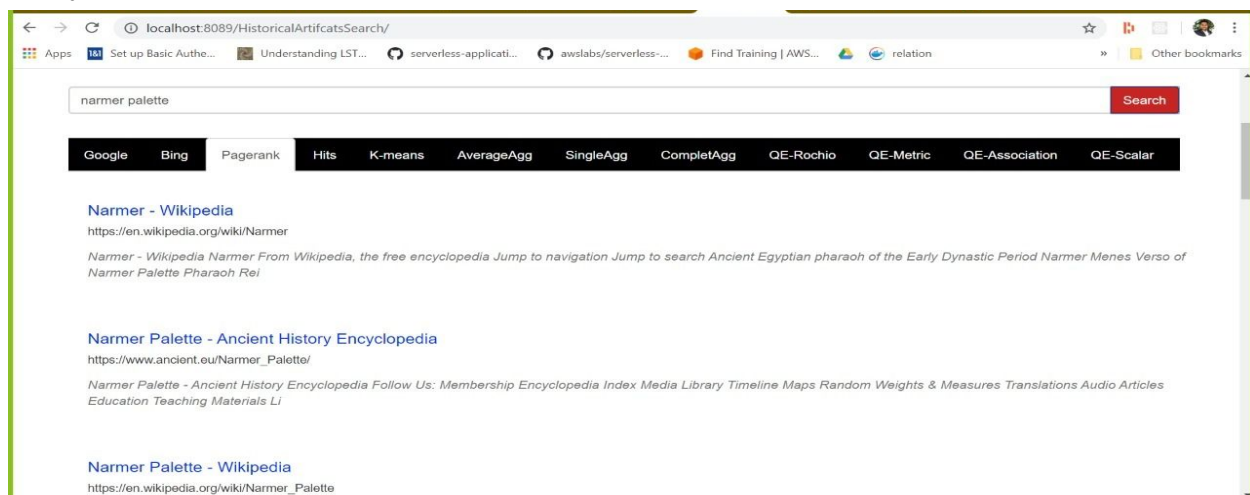 localhost:8089/HistoricalArtifcatsSearch/
Apps 1&1 Set up Basic Authe... Understanding LST... serverless-applicati... awslabs/serverless-... Find Training | AWS... relation » Other bookmarks
narmer palette Search
Google Bing Pagerank Hits K-means AverageAgg SingleAgg CompletAgg QE-Rochio QE-Metric QE-Association QE-Scalar
Narmer - Wikipedia
https://en.wikipedia.org/wiki/Narmer
Narmer - Wikipedia Narmer From Wikipedia, the free encyclopedia Jump to navigation Jump to search Ancient Egyptian pharaoh of the Early Dynastic Period Narmer Menes Verso of
Narmer Palette Pharaoh Rei
Narmer Palette - Ancient History Encyclopedia
https://www.ancient.eu/Narmer_Palette/
Narmer Palette - Ancient History Encyclopedia Follow Us: Membership Encyclopedia Index Media Library Timeline Maps Random Weights & Measures Translations Audio Articles
Education Teaching Materials Li
Narmer Palette - Wikipedia
https://en.wikipedia.org/wiki/Narmer_Palette